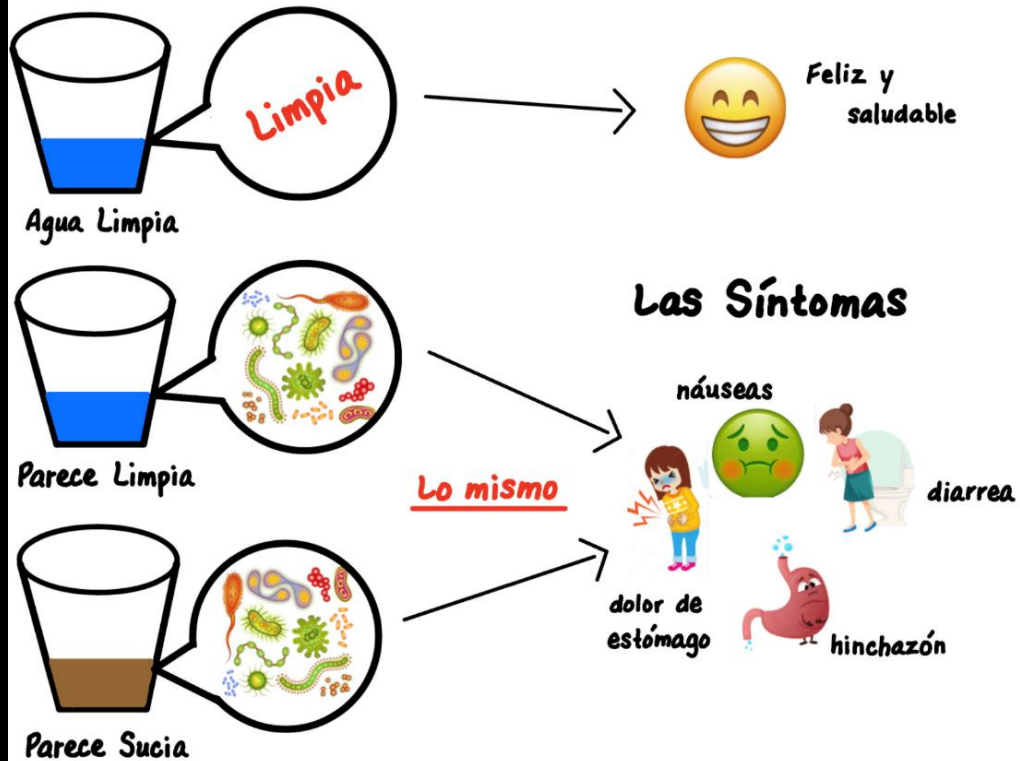 Limpia
Feliz y
saludable
Agua Limpia
Las Síntomas
náuseas
Parece Limpia
Lo mismo
diarrea
dolor de
estómago
hinchazón
Parece Sucia